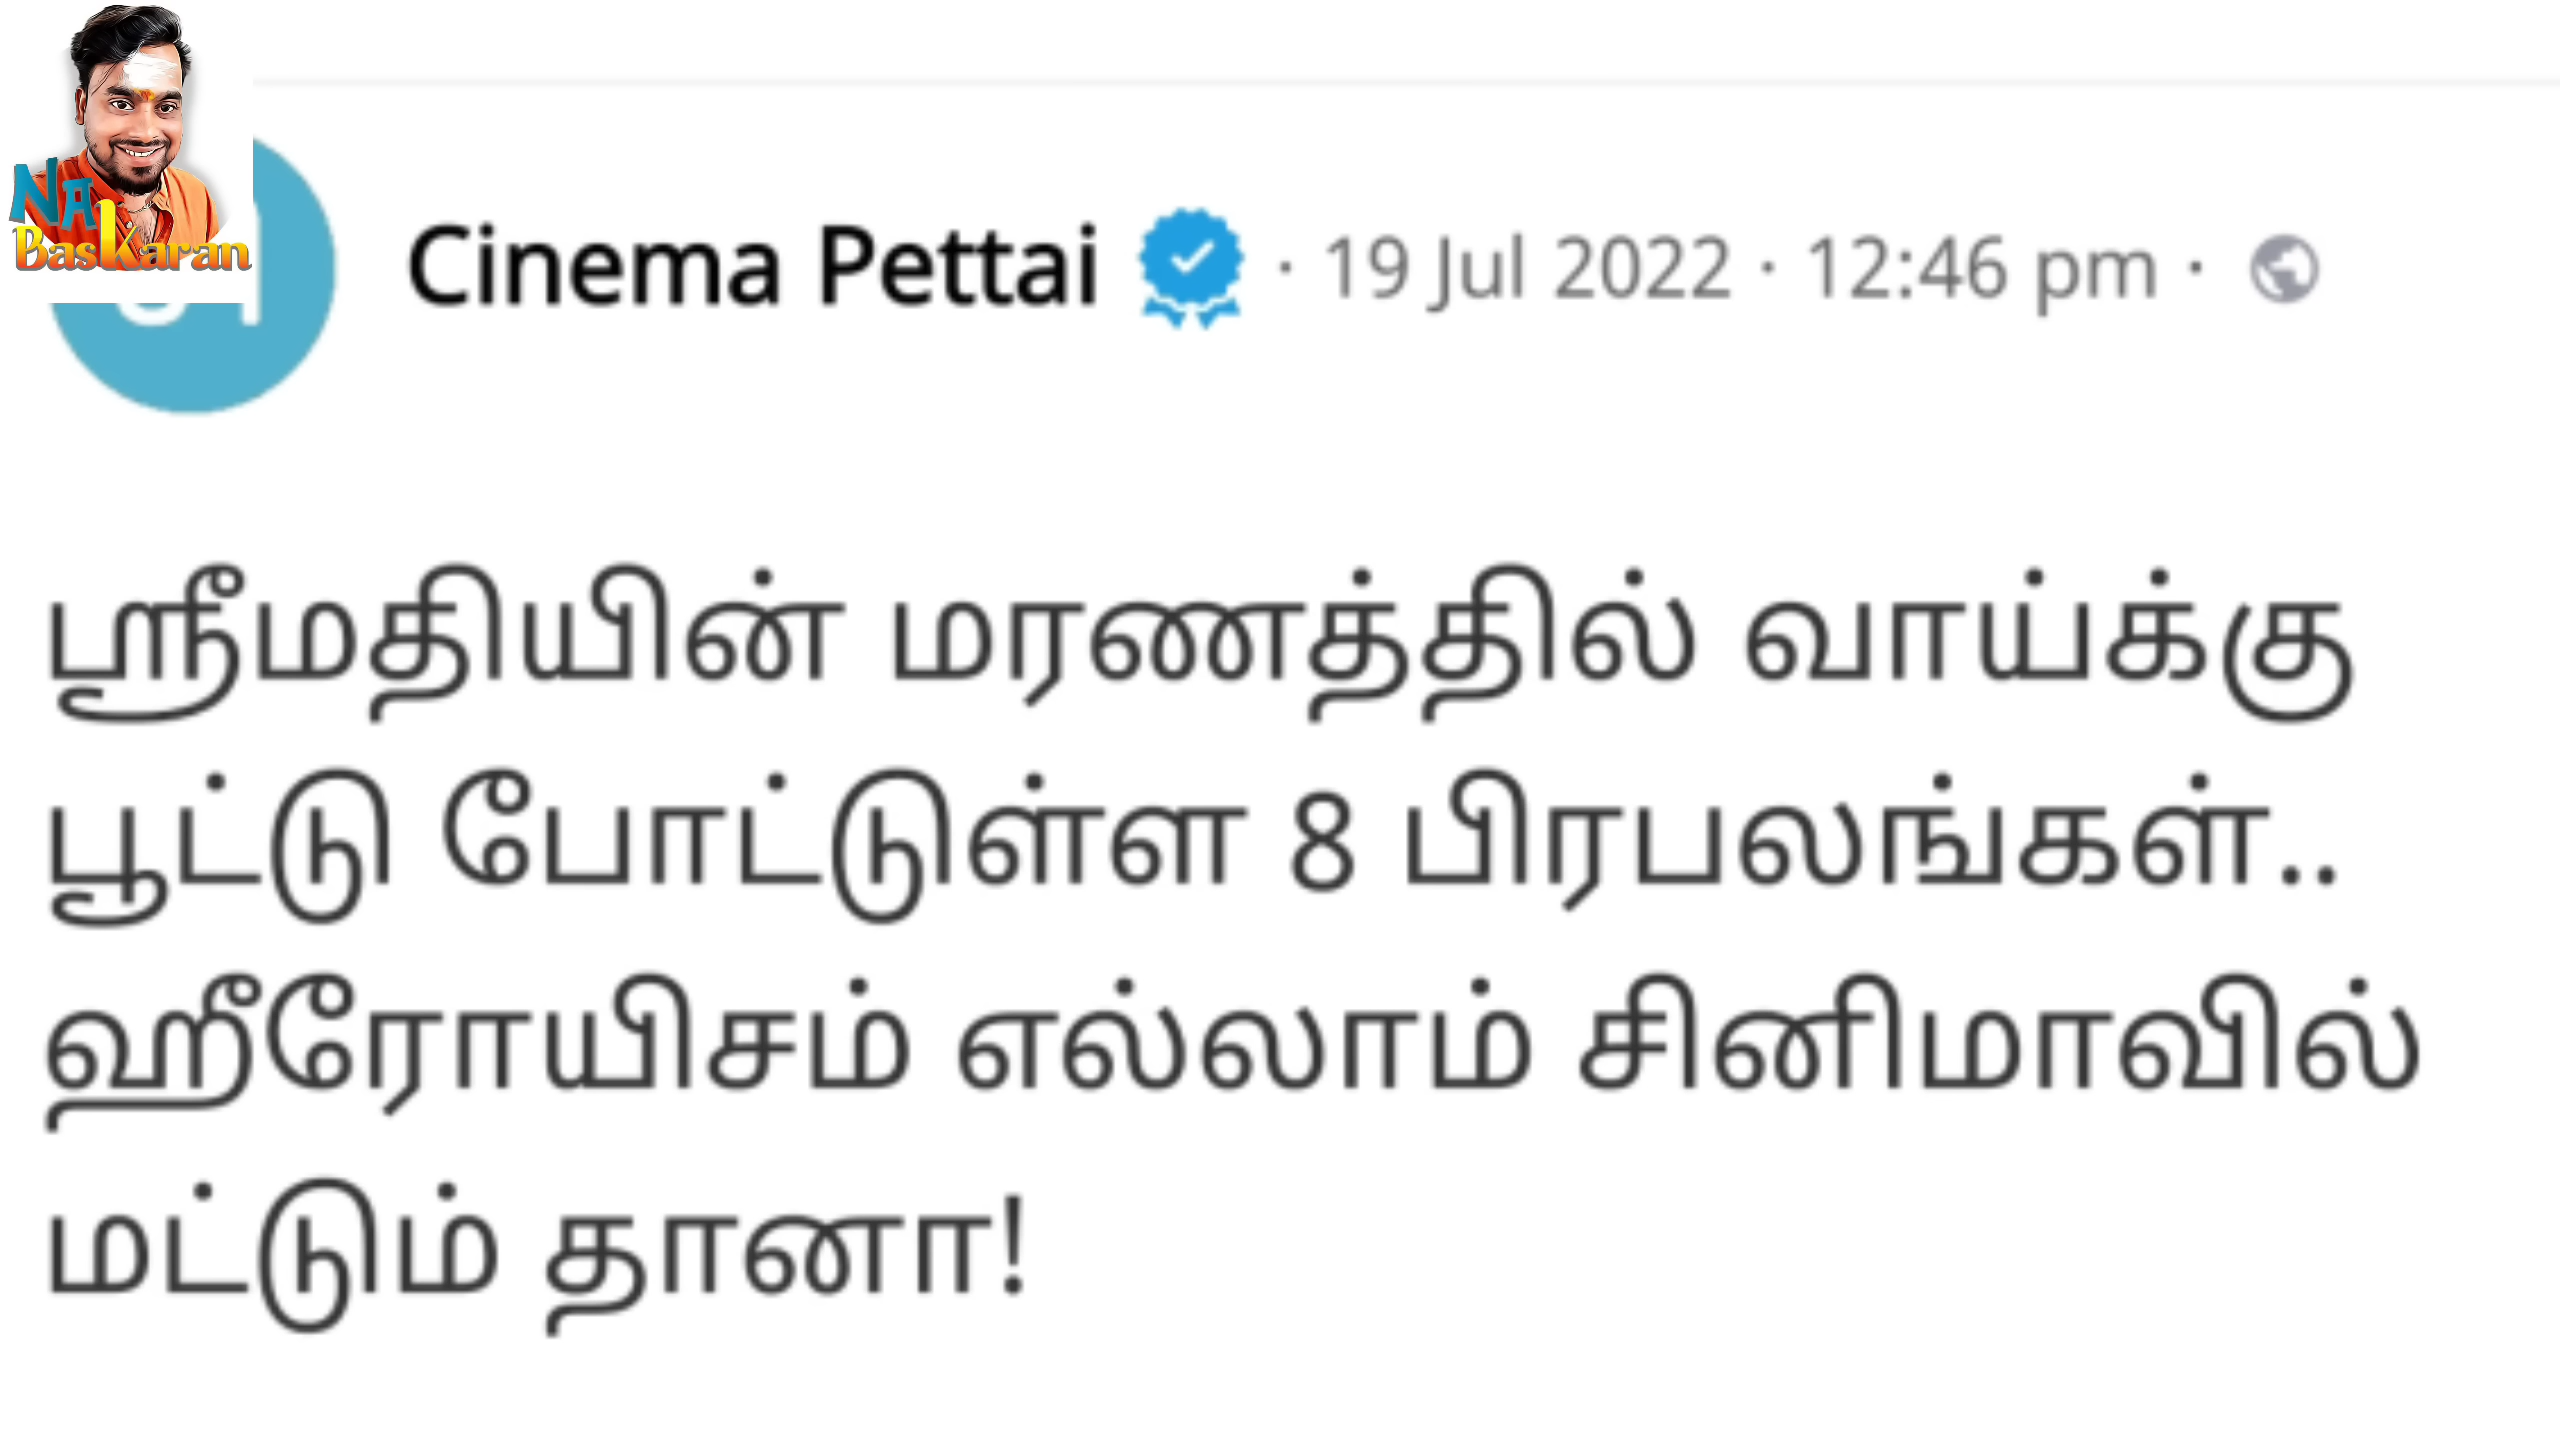 Na
Baskaran
Cinema Pettai · 19 Jul 2022 · 12:46 pm ·
ஸ்ரீமதியின் மரணத்தில் வாய்க்கு
பூட்டு போட்டுள்ள 8 பிரபலங்கள்..
ஹீரோயிசம் எல்லாம் சினிமாவில்
மட்டும் தானா!